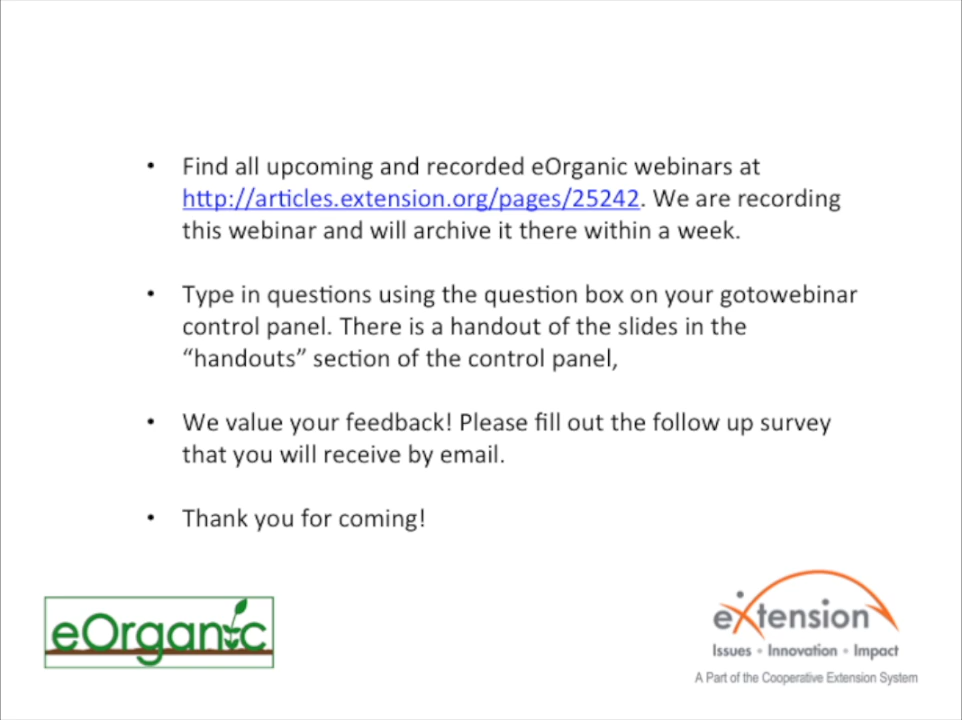 • Find all upcoming and recorded eOrganic webinars at
http://articles.extension.org/pages/25242. We are recording
this webinar and will archive it there within a week.
• Type in questions using the question box on your gotowebinar
control panel. There is a handout of the slides in the
“handouts” section of the control panel,
• We value your feedback! Please fill out the follow up survey
that you will receive by email.
• Thank you for coming!
eOrganic
eXtension
Issues • Innovation • Impact
A Part of the Cooperative Extension System